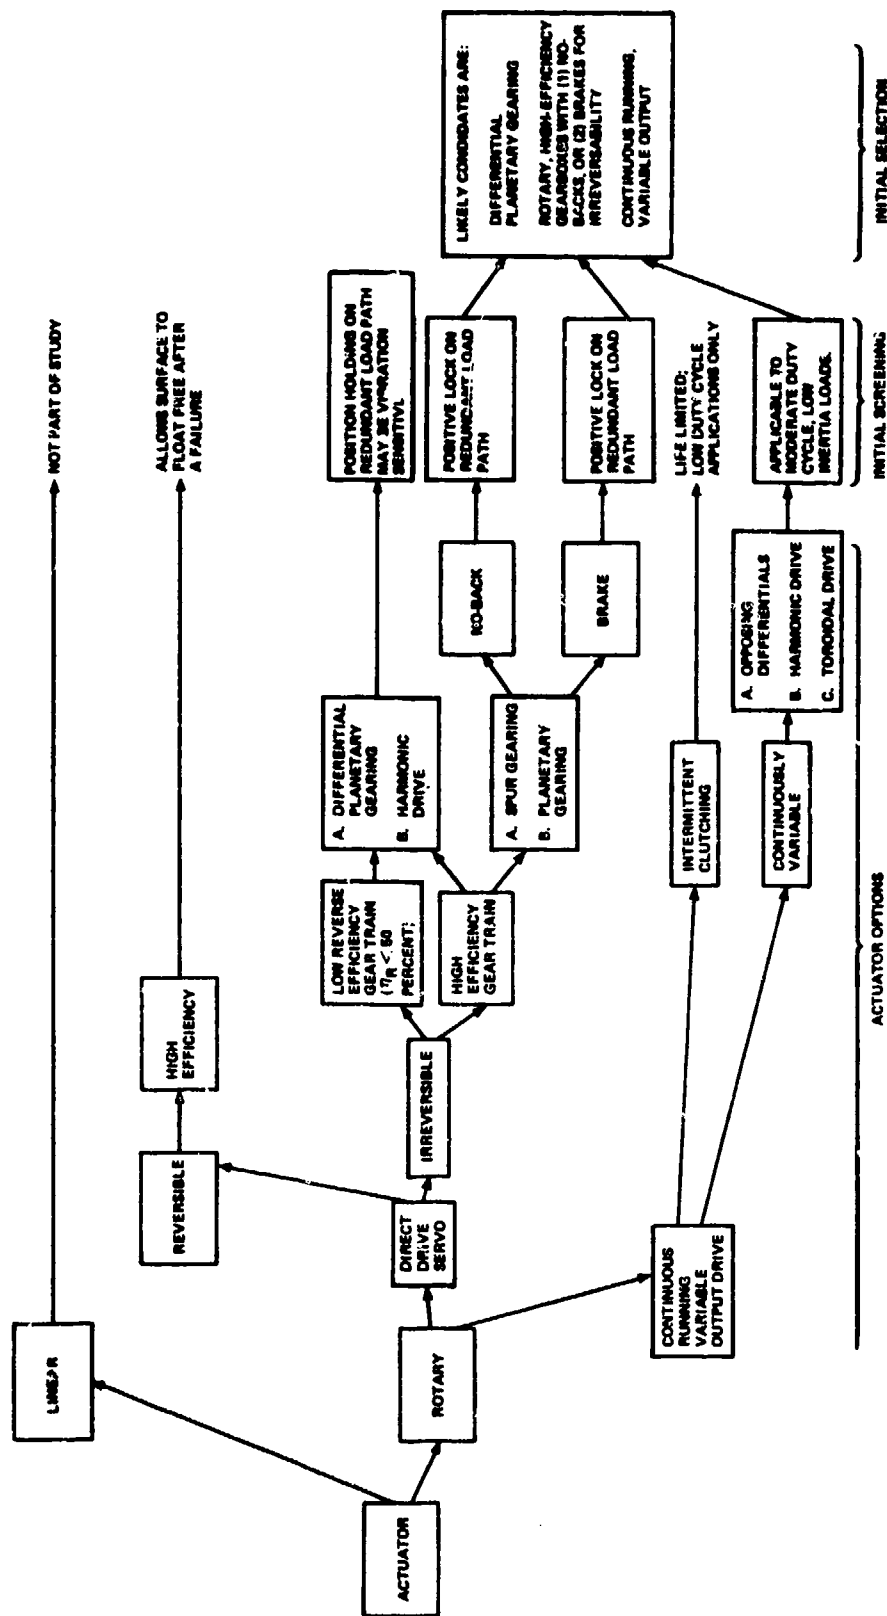 ACTUATOR
LINEAR
ROTARY
NOT PART OF STUDY
REVERSIBLE
HIGH
EFFICIENCY
ALLOWS SURFACE TO
FLOAT FREE AFTER
A FAILURE
DIRECT
DRIVE
SERVO
IRREVERSIBLE
LOW REVERSE
EFFICIENCY
GEAR TRAIN
(ηR < 50
PERCENT)
HIGH
EFFICIENCY
GEAR TRAIN
A. DIFFERENTIAL
PLANETARY
GEARING
B. HARMONIC
DRIVE
A. SPUR GEARING
B. PLANETARY
GEARING
NO-BACK
BRAKE
POSITION HOLDING ON
REDUNDANT LOAD PATH
MAY BE VIBRATION
SENSITIVE
POSITIVE LOCK ON
REDUNDANT LOAD
PATH
POSITIVE LOCK ON
REDUNDANT LOAD
PATH
CONTINUOUS
RUNNING
VARIABLE
OUTPUT DRIVE
INTERMITTENT
CLUTCHING
LIFE LIMITED;
LOW DUTY CYCLE
APPLICATIONS ONLY
CONTINUOUSLY
VARIABLE
A. OPPOSING
DIFFERENTIALS
B. HARMONIC DRIVE
C. TOROIDAL DRIVE
APPLICABLE TO
MODERATE DUTY
CYCLE, LOW
INERTIA LOADS.
LIKELY CANDIDATES ARE:
DIFFERENTIAL
PLANETARY GEARING
ROTARY, HIGH-EFFICIENCY
GEARBOXES WITH (1) NO-
BACKS, OR (2) BRAKES FOR
IRREVERSABILITY
CONTINUOUS RUNNING,
VARIABLE OUTPUT
ACTUATOR OPTIONS
INITIAL SCREENING
INITIAL SELECTION